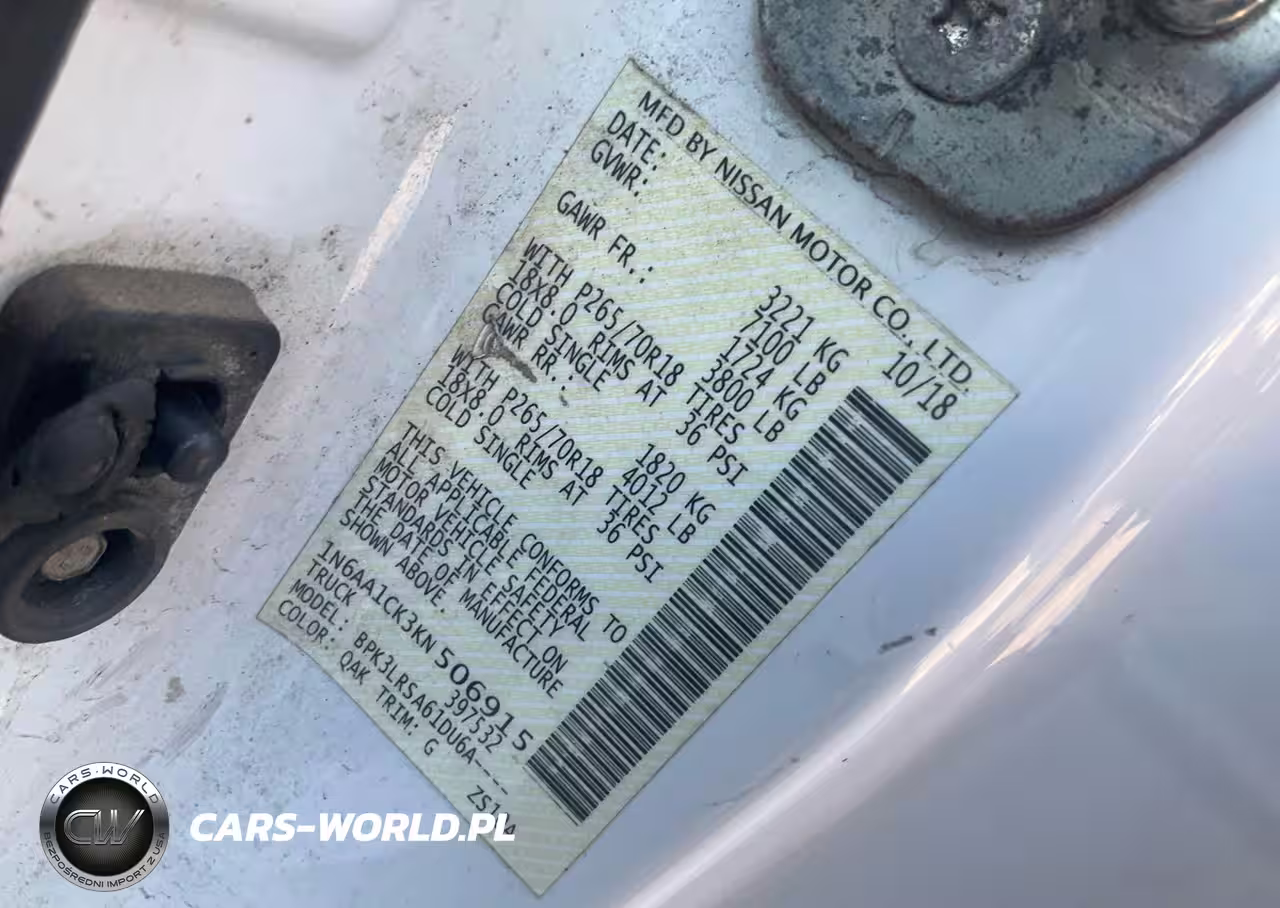 MFD BY NISSAN MOTOR CO., LTD.
DATE: 10/18
GVWR: 3221 KG
7100 LB
GAWR FR.: 1724 KG
3800 LB
WITH P265/70R18 TIRES
18X8.0 RIMS AT 36 PSI
COLD SINGLE
GAWR RR.: 1820 KG
4012 LB
WITH P265/70R18 TIRES
18X8.0 RIMS AT 36 PSI
COLD SINGLE
THIS VEHICLE CONFORMS TO
ALL APPLICABLE FEDERAL
MOTOR VEHICLE SAFETY
STANDARDS IN EFFECT ON
THE DATE OF MANUFACTURE
SHOWN ABOVE.
1N6AA1CK3KN 506915
TRUCK 397532
MODEL: BPK3LRSA61DU6A---
COLOR: QAK TRIM: G
CARS-WORLD
CW
BEZPOŚREDNI IMPORT Z USA
CARS-WORLD.PL